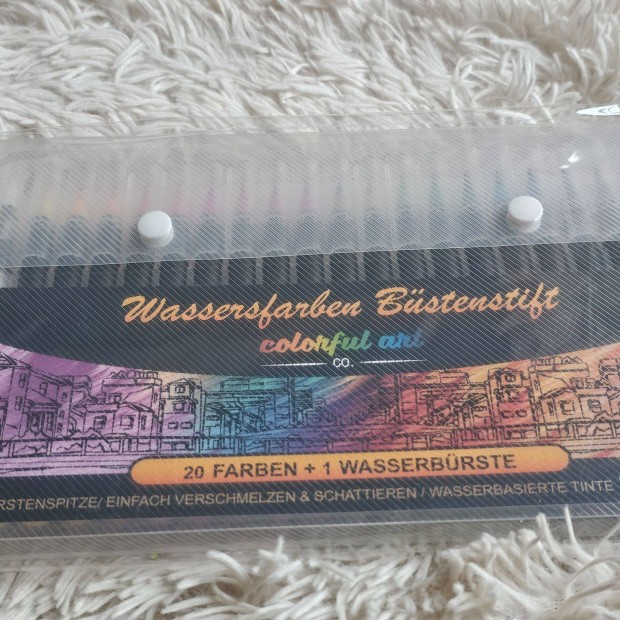 Wassersfarben Büstenstift
colorful art
CO.
20 FARBEN + 1 WASSERBÜRSTE
RSTENSPITZE/ EINFACH VERSCHMELZEN & SCHATTIEREN / WASSERBASIERTE TINTE